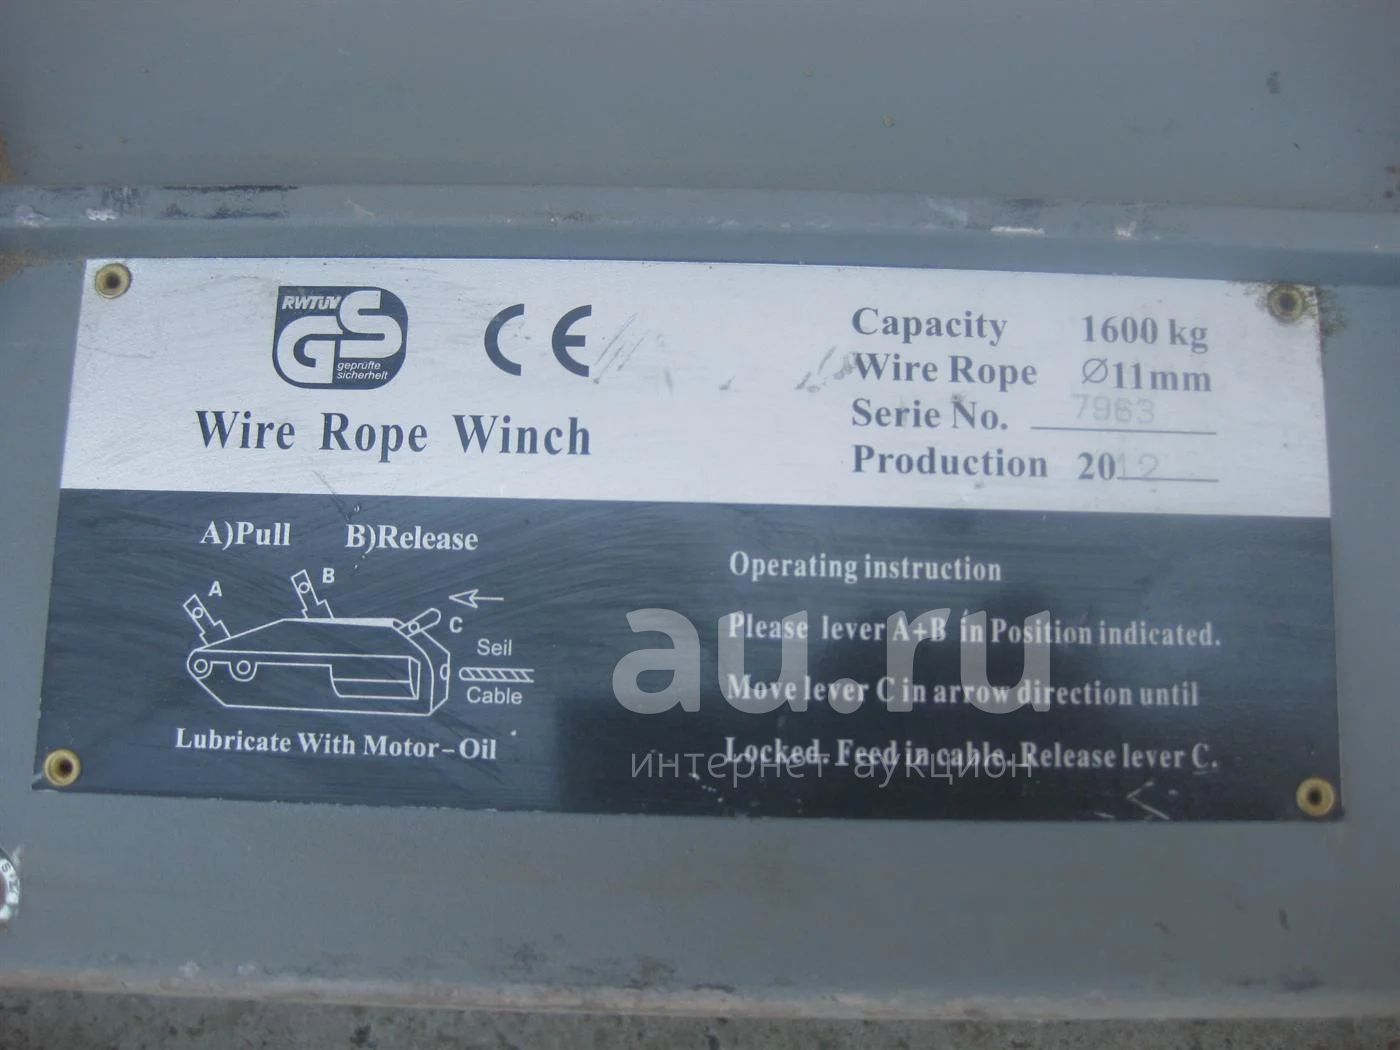 RWTÜV
GS
geprüfte
sicherheit
CE
Wire Rope Winch
Capacity 1600 kg
Wire Rope Ø11mm
Serie No. 7963
Production 2012
A)Pull B)Release
A
B
C
Seil
Cable
Lubricate With Motor-Oil
Operating instruction
Please lever A+B in Position indicated.
Move lever C in arrow direction until
Locked. Feed in cable. Release lever C.
au.ru
интернет аукцион